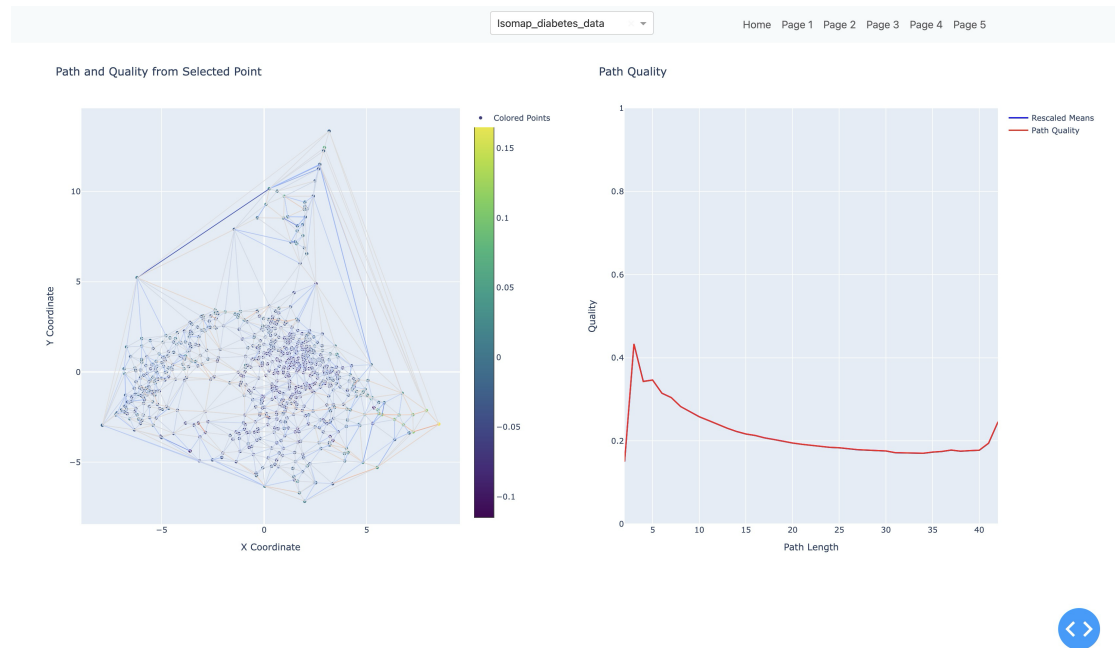 Isomap_diabetes_data
Home Page 1 Page 2 Page 3 Page 4 Page 5
Path and Quality from Selected Point
Colored Points
0.15
0.1
0.05
0
−0.05
−0.1
10
5
0
−5
Y Coordinate
−5 0 5
X Coordinate
Path Quality
Rescaled Means
Path Quality
1
0.8
0.6
0.4
0.2
0
Quality
5 10 15 20 25 30 35 40
Path Length